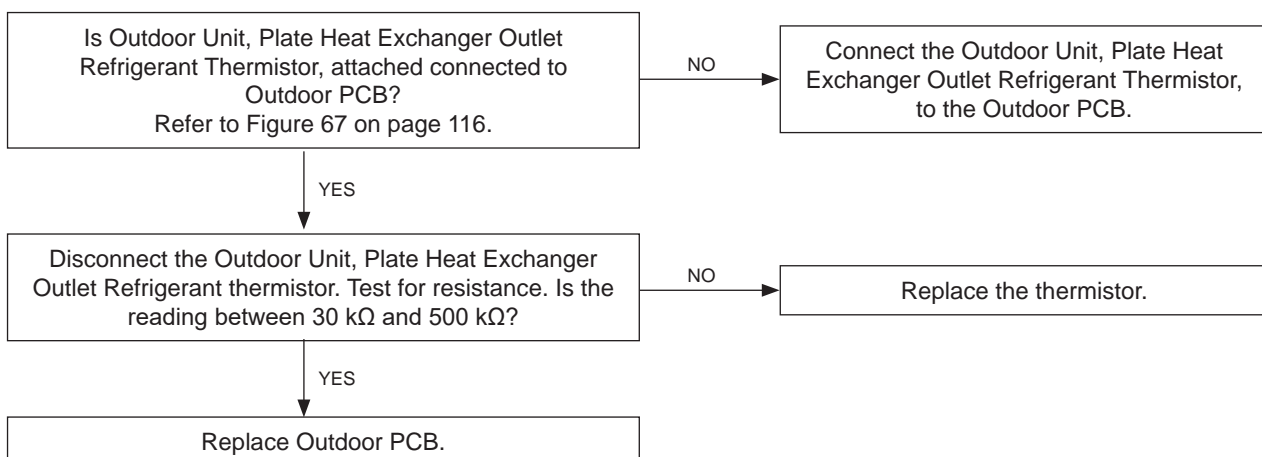 Is Outdoor Unit, Plate Heat Exchanger Outlet
Refrigerant Thermistor, attached connected to
Outdoor PCB?
Refer to Figure 67 on page 116.
NO
Connect the Outdoor Unit, Plate Heat
Exchanger Outlet Refrigerant Thermistor,
to the Outdoor PCB.
YES
Disconnect the Outdoor Unit, Plate Heat Exchanger
Outlet Refrigerant thermistor. Test for resistance. Is the
reading between 30 kΩ and 500 kΩ?
NO
Replace the thermistor.
YES
Replace Outdoor PCB.